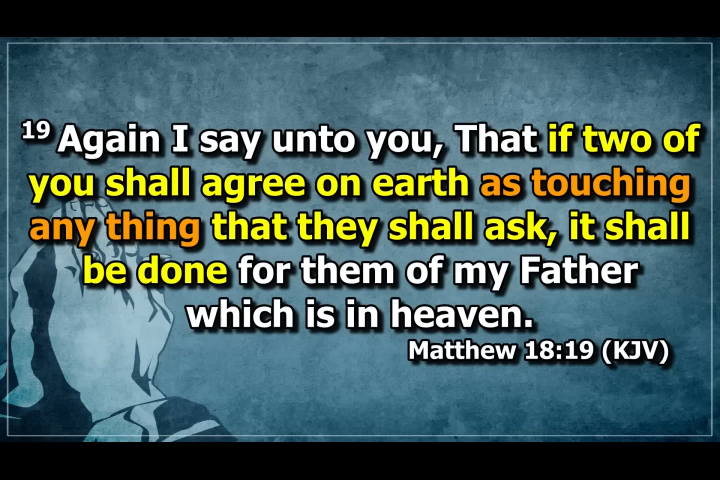 19 Again I say unto you, That if two of
you shall agree on earth as touching
any thing that they shall ask, it shall
be done for them of my Father
which is in heaven.
Matthew 18:19 (KJV)